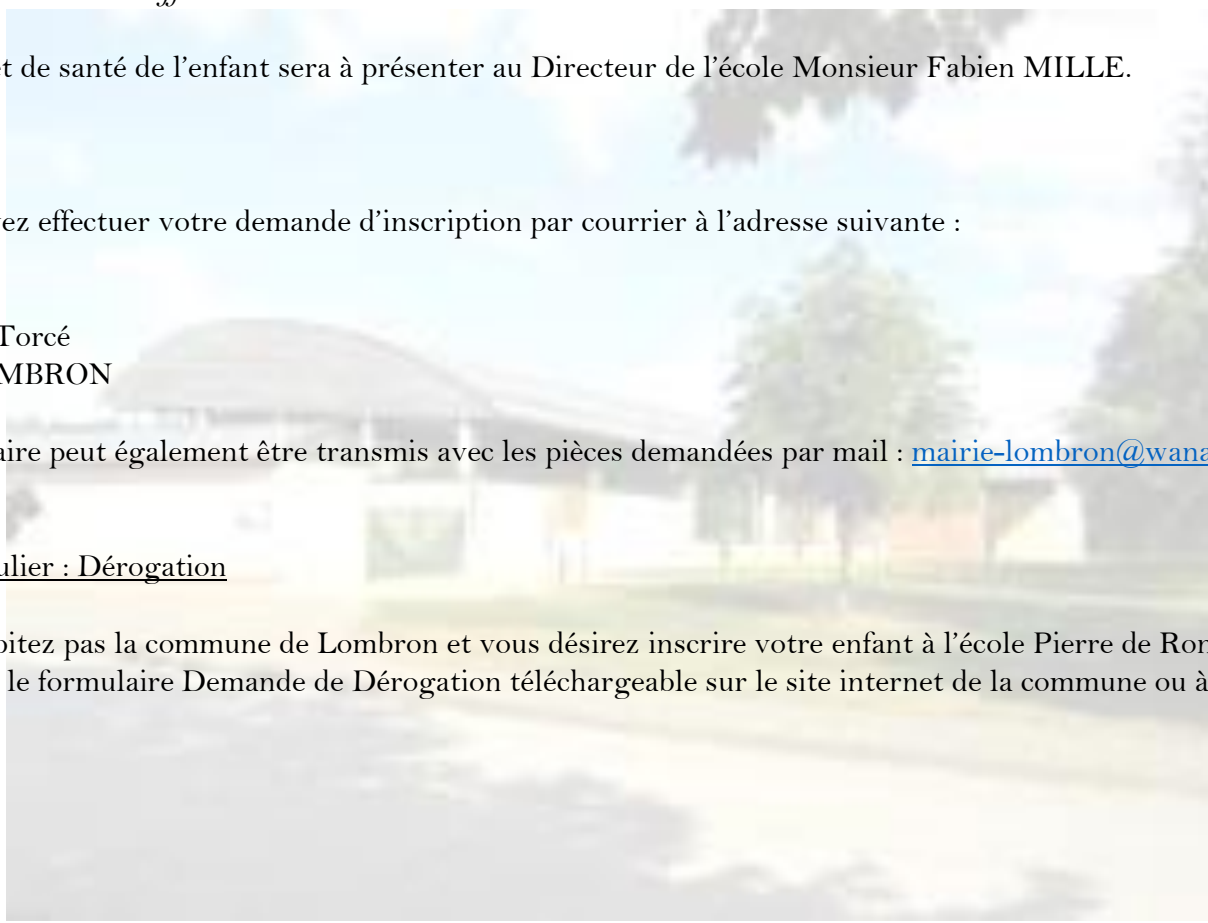 et de santé de l’enfant sera à présenter au Directeur de l’école Monsieur Fabien MILLE.
ez effectuer votre demande d’inscription par courrier à l’adresse suivante :
Torcé
MBRON
aire peut également être transmis avec les pièces demandées par mail : mairie-lombron@wana
ulier : Dérogation
bitez pas la commune de Lombron et vous désirez inscrire votre enfant à l’école Pierre de Ron
le formulaire Demande de Dérogation téléchargeable sur le site internet de la commune ou à